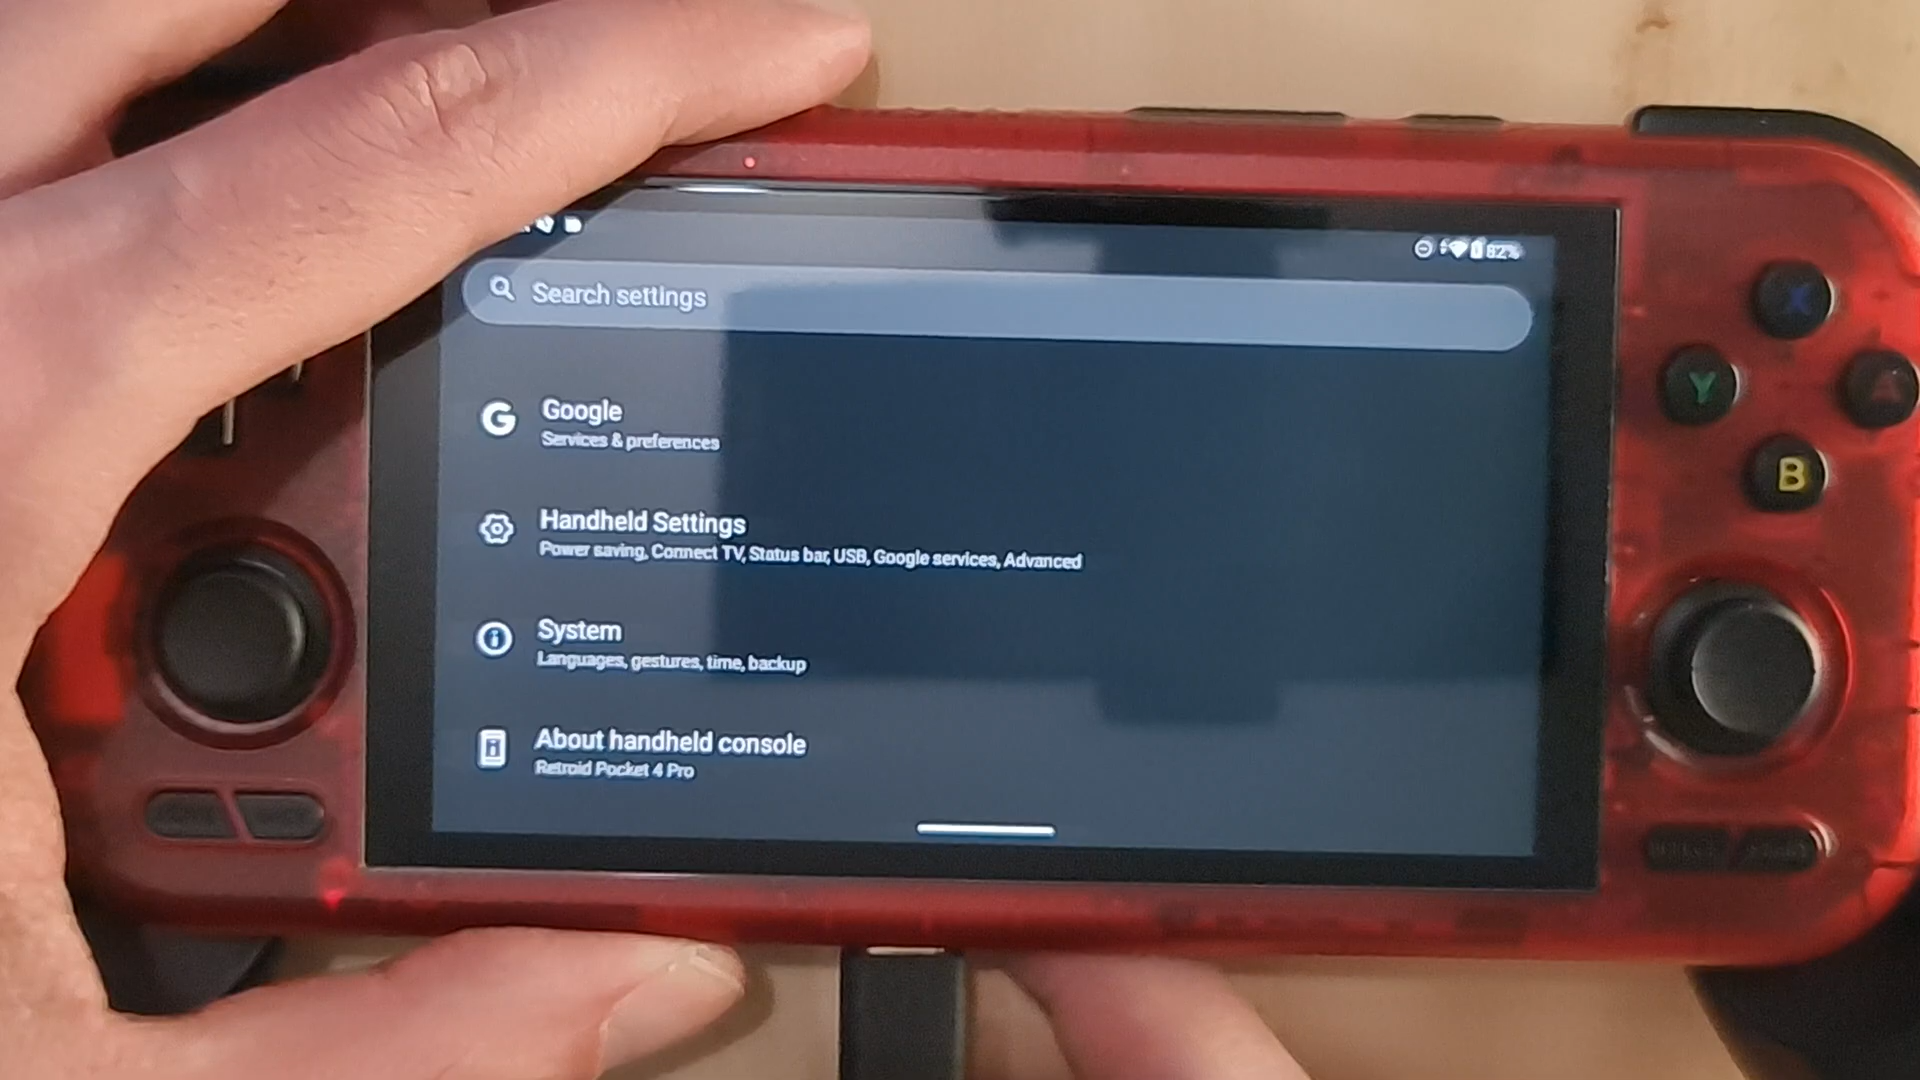 82%
Search settings
Google
Services & preferences
Handheld Settings
Power saving, Connect TV, Status bar, USB, Google services, Advanced
System
Languages, gestures, time, backup
About handheld console
Retroid Pocket 4 Pro
X
Y
A
B